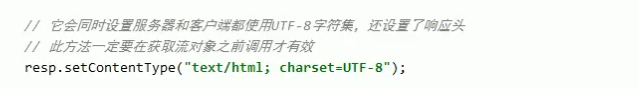 // 它会同时设置服务器和客户端都使用UTF-8字符集，还设置了响应头
// 此方法一定要在获取流对象之前调用才有效
resp.setContentType("text/html; charset=UTF-8");